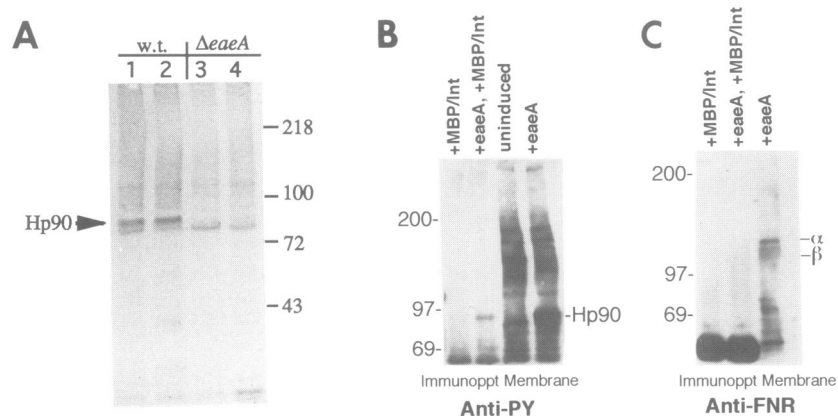 A
w.t. ΔeaeA
1 2 3 4
218
100
Hp90
72
43
B
+MBP/Int
+eaeA, +MBP/Int
uninduced
+eaeA
200-
97-
-Hp90
69-
Immunoppt Membrane
Anti-PY
C
+MBP/Int
+eaeA, +MBP/Int
+eaeA
200-
-α
-β
97-
69-
Immunoppt Membrane
Anti-FNR